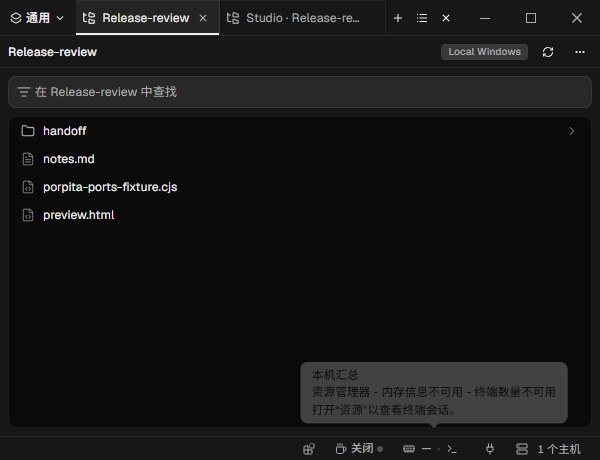 通用
Release-review
Studio · Release-re...
Release-review
Local Windows
在 Release-review 中查找
handoff
notes.md
porpita-ports-fixture.cjs
preview.html
本机汇总
资源管理器 - 内存信息不可用 - 终端数量不可用
打开“资源”以查看终端会话。
关闭
— ·
1 个主机